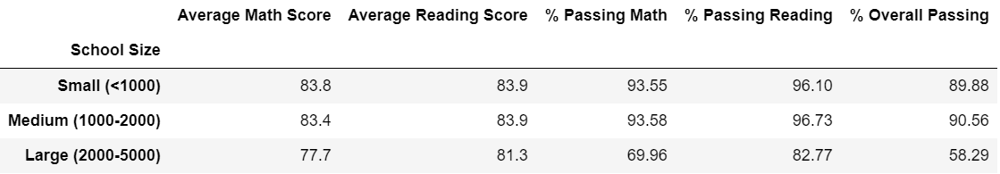 Average Math Score Average Reading Score % Passing Math % Passing Reading % Overall Passing
School Size
Small (<1000) 83.8 83.9 93.55 96.10 89.88
Medium (1000-2000) 83.4 83.9 93.58 96.73 90.56
Large (2000-5000) 77.7 81.3 69.96 82.77 58.29